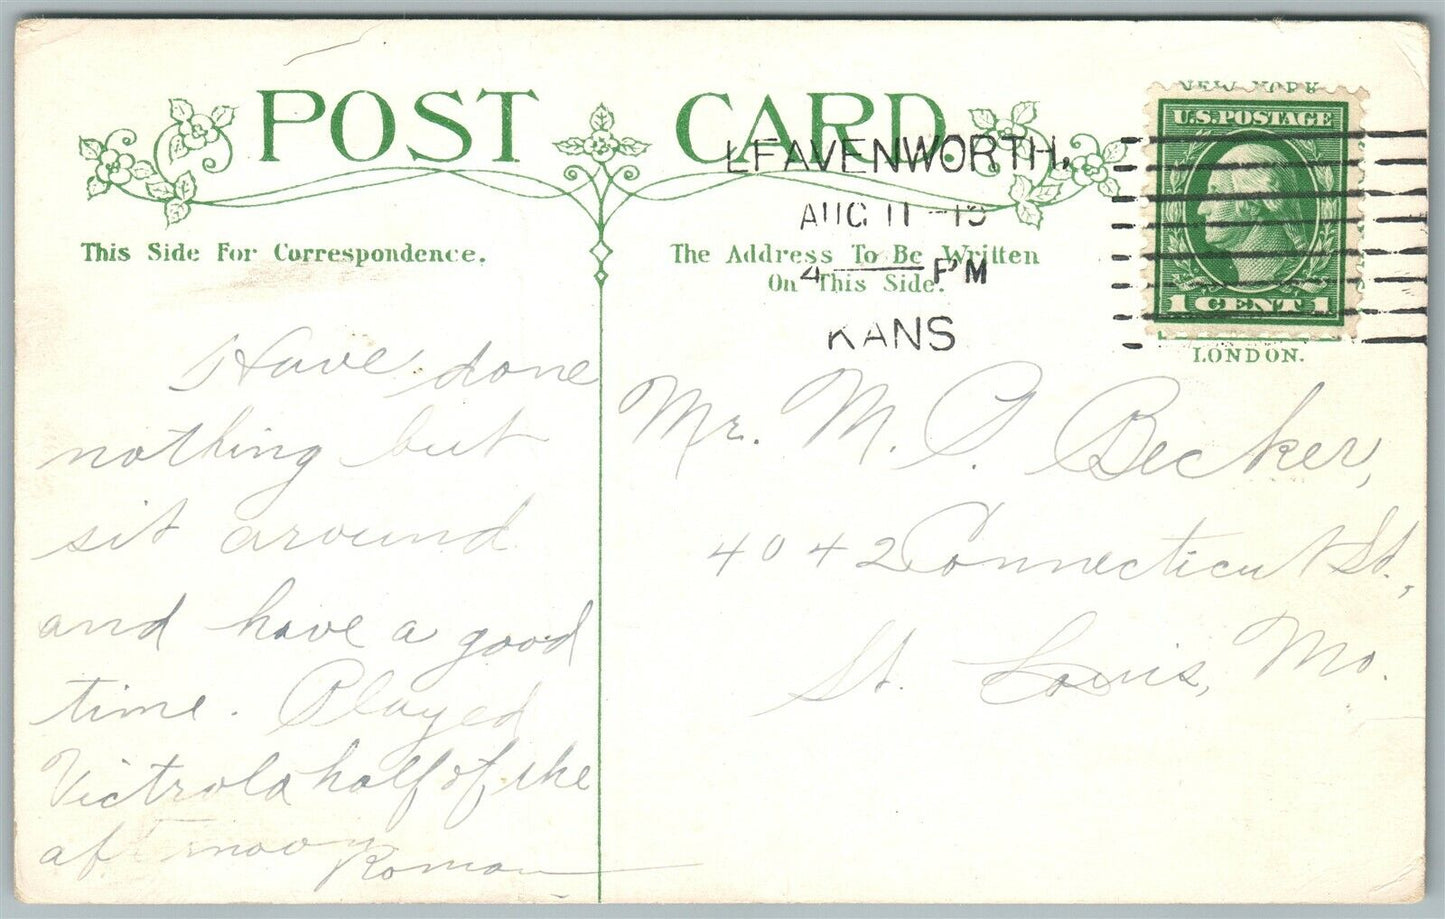 POST CARD.
This Side For Correspondence.
The Address To Be Written
On This Side.
NEW YORK
LONDON.
U.S. POSTAGE
1 CENT 1
LEAVENWORTH,
AUG 11
4 PM
KANS
Have done
nothing but
sit around
and have a good
time. Played
Victrola half of the
afternoon
Roman
Mr. M. G. Becker,
4042 Connecticut St.,
St. Louis, Mo.